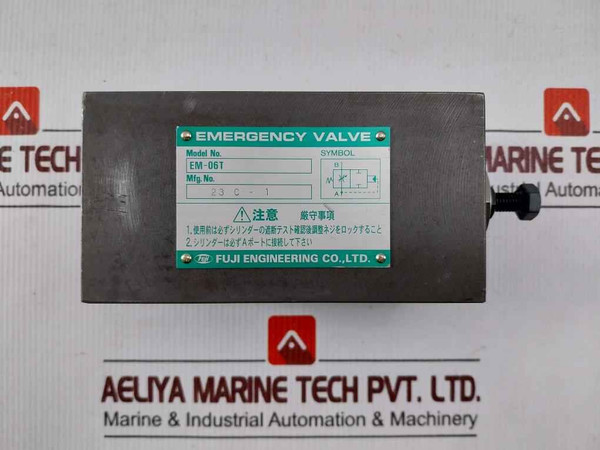 EMERGENCY VALVE
Model No.
EM-06T
Mfg. No.
23 0 - 1
SYMBOL
B
A
⚠注意 厳守事項
1.使用前は必ずシリンダーの遮断テスト確認後調整ネジをロックすること
2.シリンダーは必ずAポートに接続して下さい
Fuji FUJI ENGINEERING CO.,LTD.
MARINE TECH
AELIYA MARINE TECH PVT. LTD.
Marine & Industrial Automation & Machinery